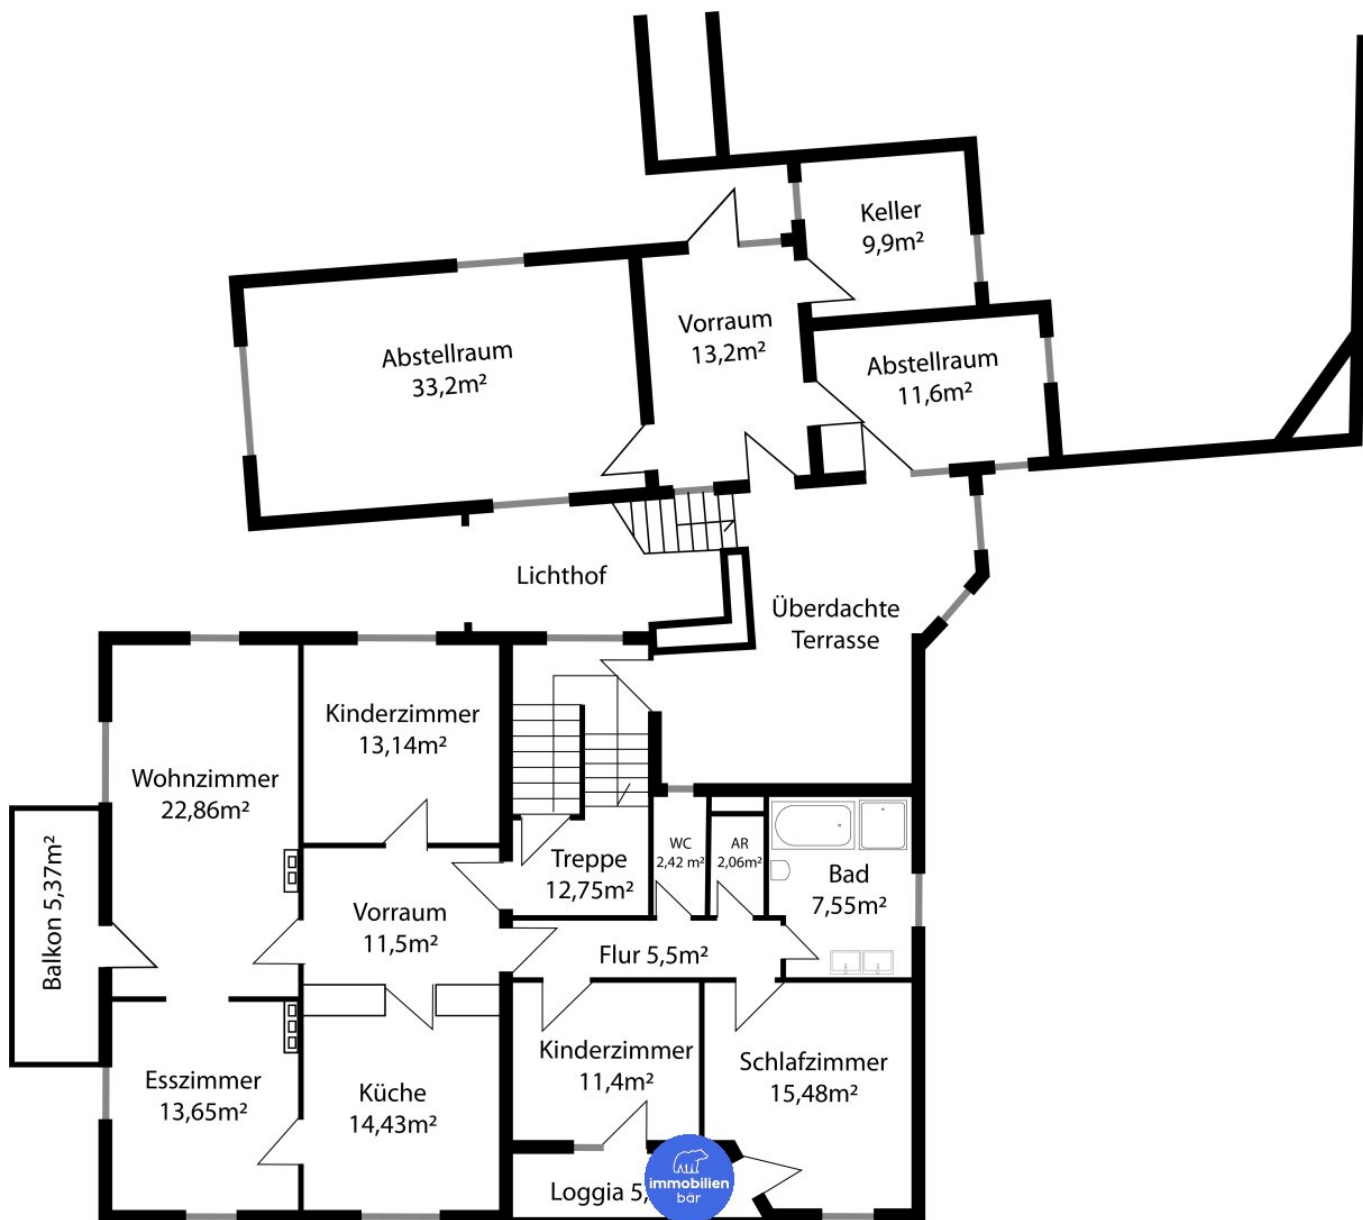 Keller
9,9m²
Vorraum
13,2m²
Abstellraum
33,2m²
Abstellraum
11,6m²
Lichthof
Überdachte
Terrasse
Kinderzimmer
13,14m²
Wohnzimmer
22,86m²
Balkon 5,37m²
Treppe
12,75m²
WC
2,42 m²
AR
2,06m²
Bad
7,55m²
Vorraum
11,5m²
Flur 5,5m²
Esszimmer
13,65m²
Küche
14,43m²
Kinderzimmer
11,4m²
Schlafzimmer
15,48m²
Loggia
immobilien
bär